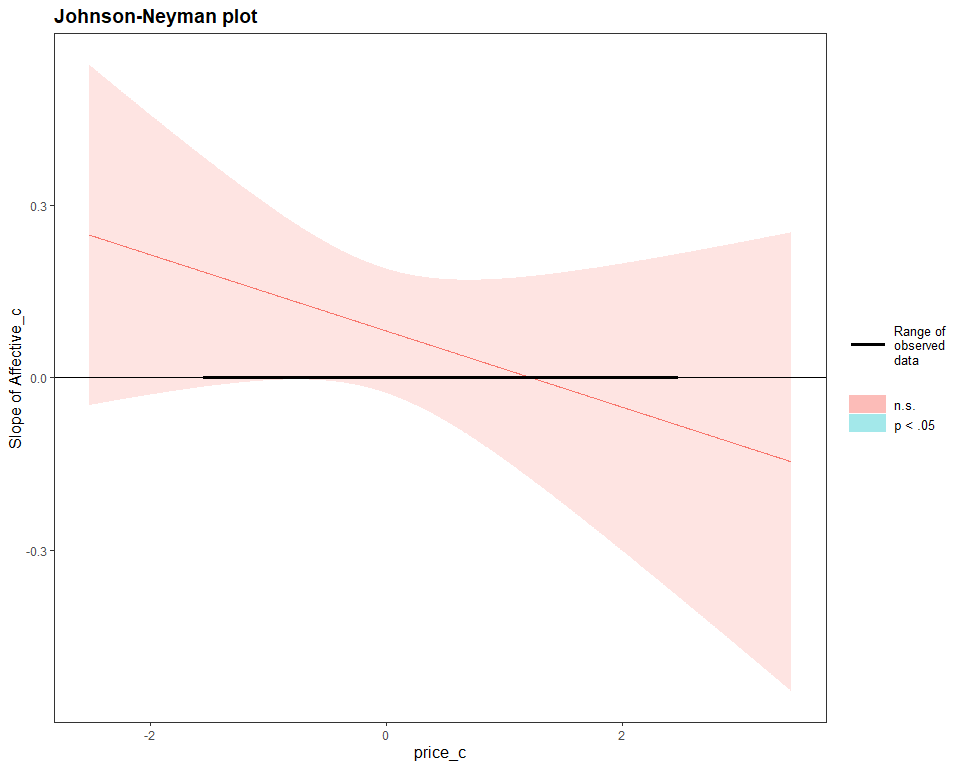 Johnson-Neyman plot
0.3
0.0
-0.3
Slope of Affective_c
-2
0
2
price_c
Range of
observed
data
n.s.
p < .05